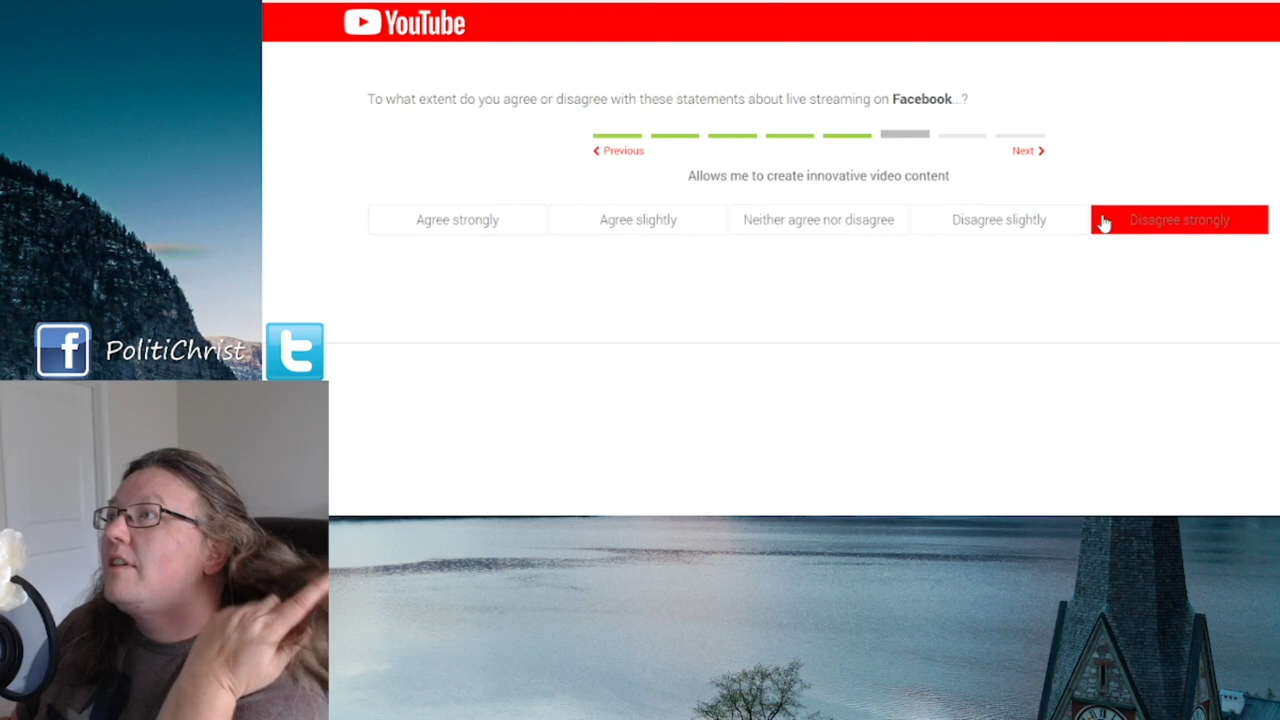 YouTube
To what extent do you agree or disagree with these statements about live streaming on Facebook...?
Previous
Next
Allows me to create innovative video content
Agree strongly
Agree slightly
Neither agree nor disagree
Disagree slightly
Disagree strongly
f PolitiChrist t